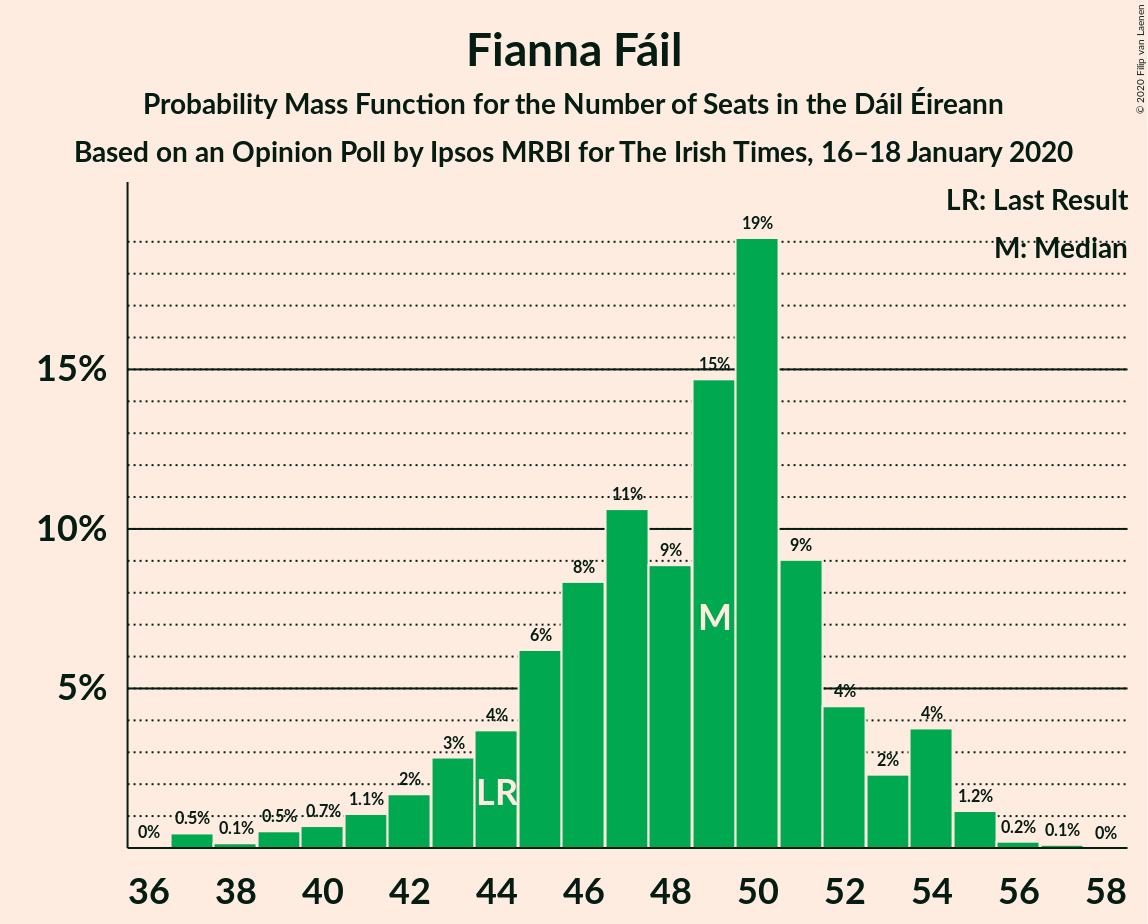 Fianna Fáil
Probability Mass Function for the Number of Seats in the Dáil Éireann
Based on an Opinion Poll by Ipsos MRBI for The Irish Times, 16–18 January 2020
© 2020 Filip van Laenen
LR: Last Result
M: Median
19%
15%
15%
11%
10%
9%
9%
8%
M
6%
5%
4%
4%
4%
3%
2%
2%
LR
1.1%
1.2%
0%
0.5%
0.1%
0.5%
0.7%
0.2%
0.1%
0%
36 38 40 42 44 46 48 50 52 54 56 58